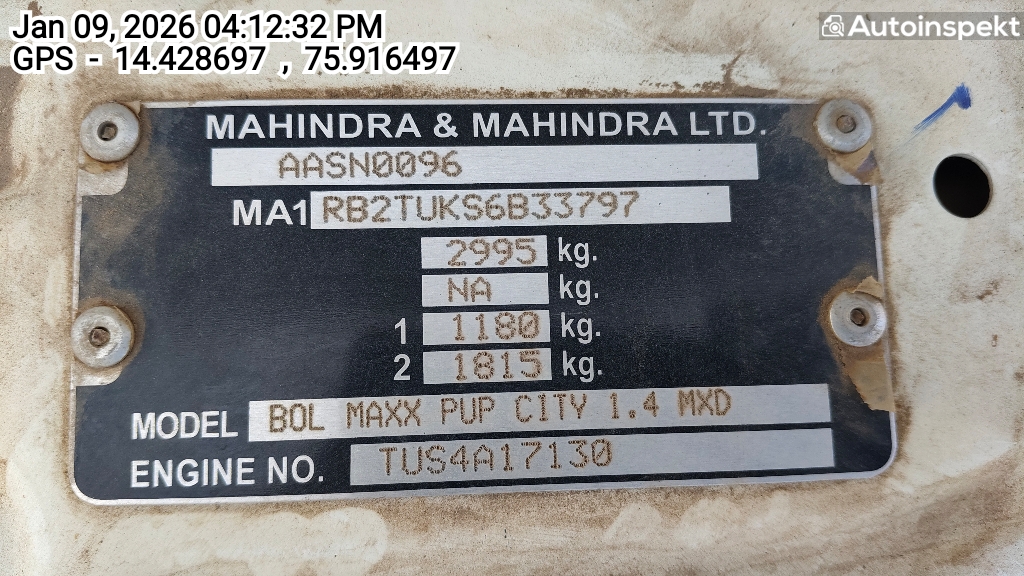 Jan 09, 2026 04:12:32 PM
GPS - 14.428697 , 75.916497
Autoinspekt
MAHINDRA & MAHINDRA LTD.
AASN0096
MA1 RB2TUKS6B33797
2995 kg.
NA kg.
1 1180 kg.
2 1815 kg.
MODEL BOL MAXX PUP CITY 1.4 MXD
ENGINE NO. TUS4A17130